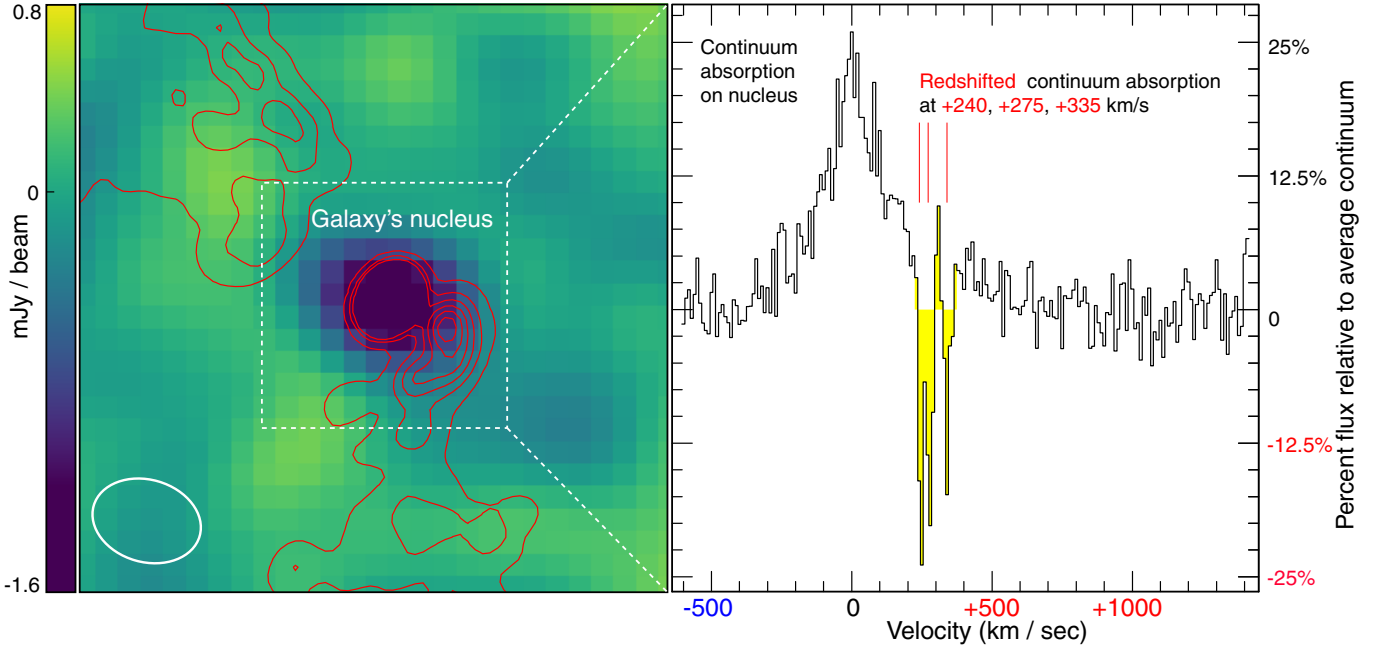 0.8
0
-1.6
mJy / beam
Galaxy's nucleus
Continuum
absorption
on nucleus
Redshifted continuum absorption
at +240, +275, +335 km/s
25%
12.5%
0
-12.5%
-25%
Percent flux relative to average continuum
-500
0
+500
+1000
Velocity (km / sec)